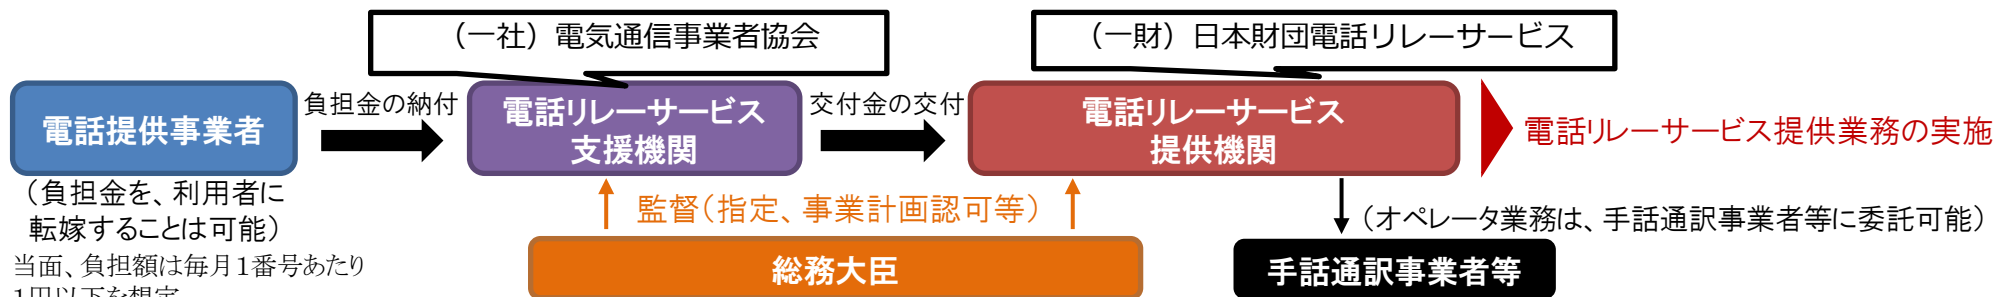 （一社）電気通信事業者協会
（一財）日本財団電話リレーサービス
電話提供事業者
負担金の納付
電話リレーサービス
支援機関
交付金の交付
電話リレーサービス
提供機関
電話リレーサービス提供業務の実施
（負担金を、利用者に
転嫁することは可能）
当面、負担額は毎月１番号あたり
１円以下を想定
監督（指定、事業計画認可等）
（オペレータ業務は、手話通訳事業者等に委託可能）
総務大臣
手話通訳事業者等